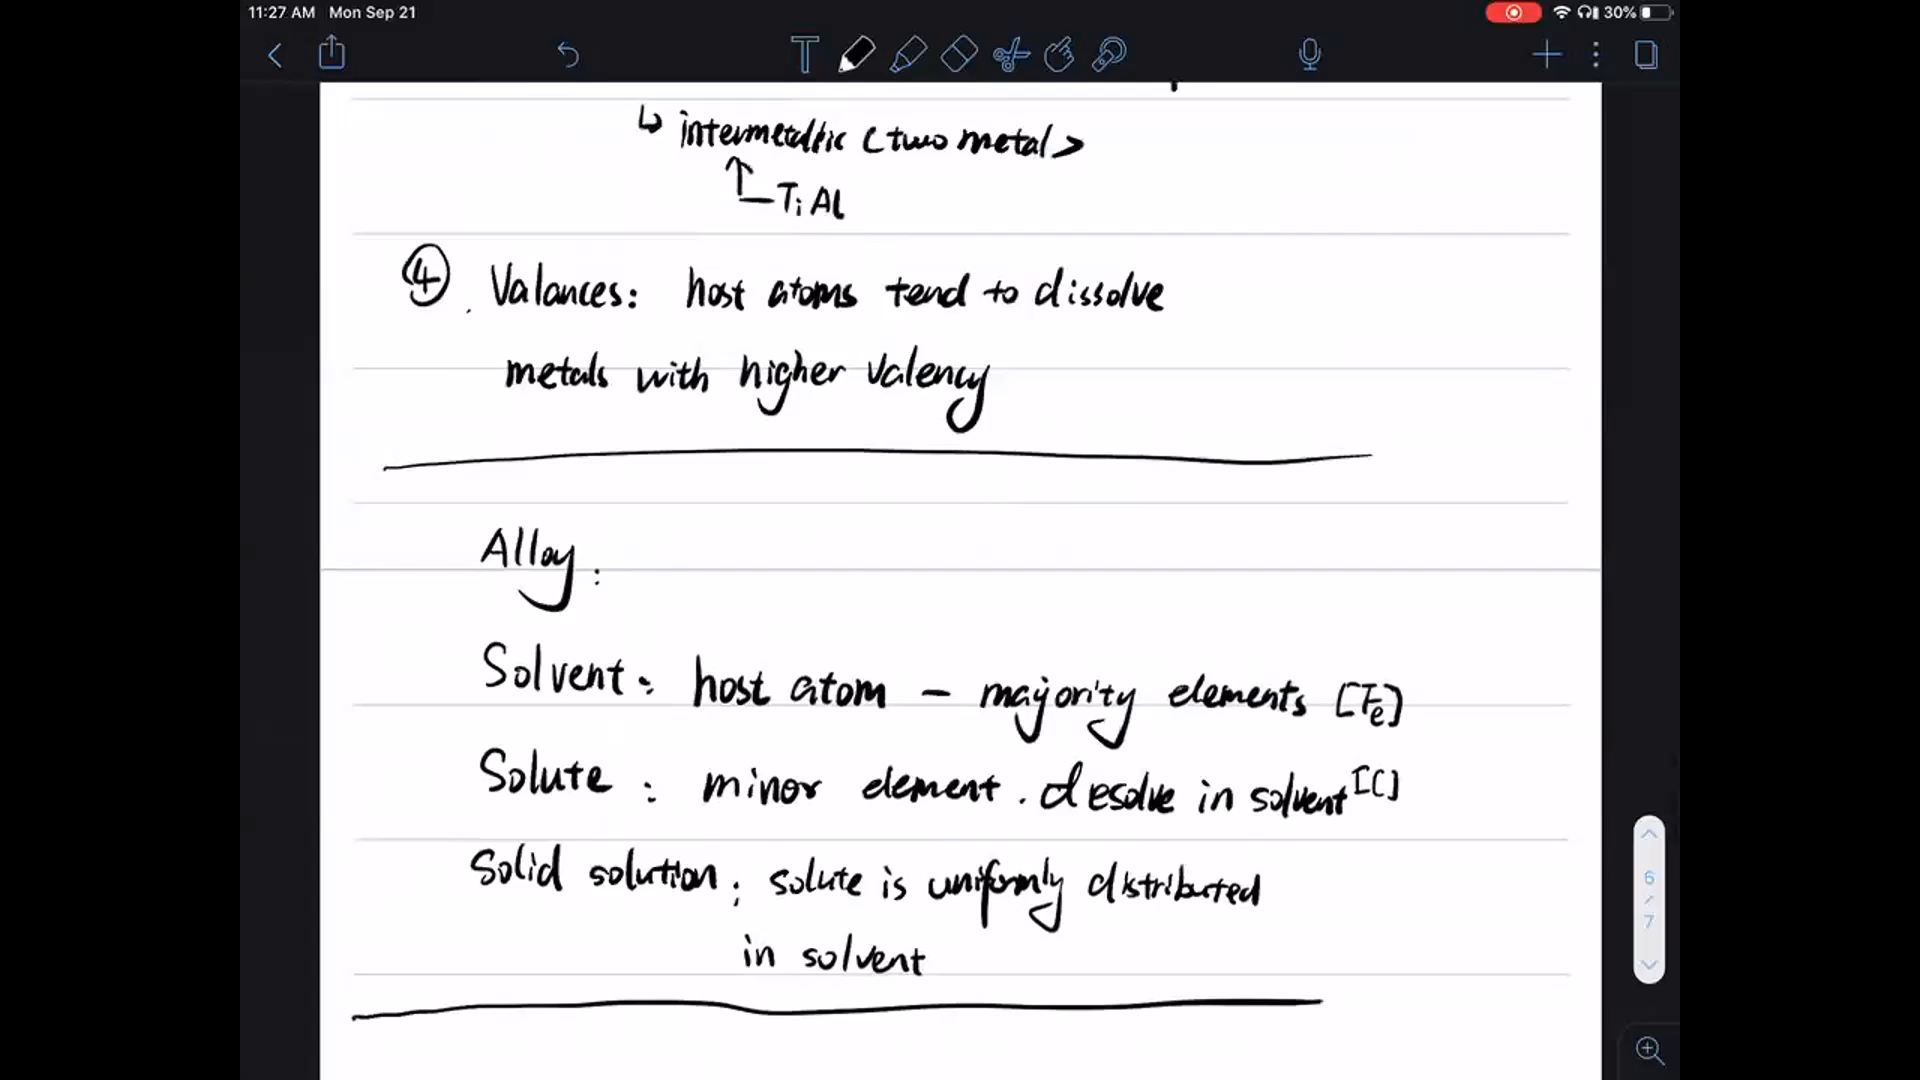 11:27 AM Mon Sep 21
30%
↳ intermetallic (two metal>
TiAl
④ Valances: host atoms tend to dissolve
metals with higher valency
Alloy:
Solvent: host atom - majority elements [Fe]
Solute: minor element. desolve in solvent [C]
Solid solution: solute is uniformly distributed
in solvent
6
/
7